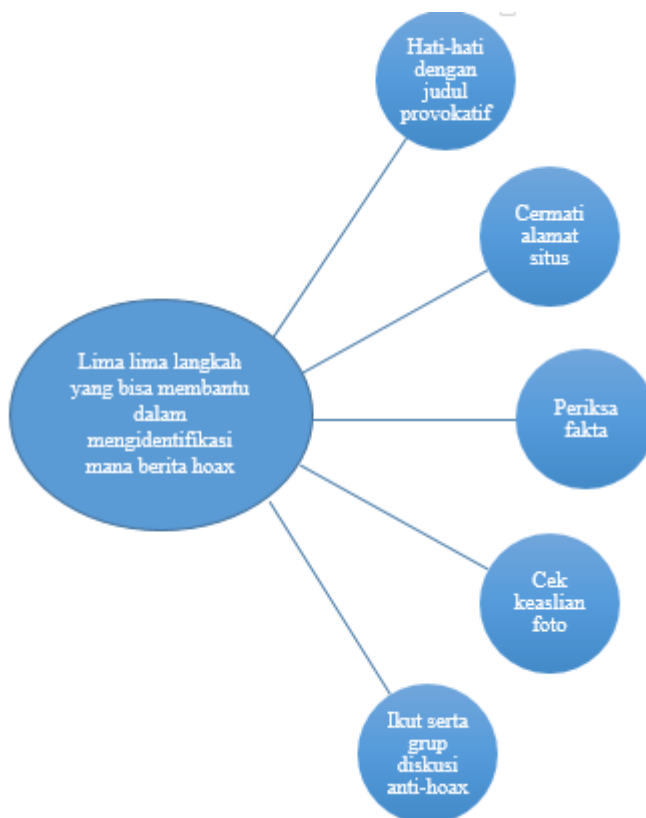 Hati-hati
dengan
judul
provokatif
Cermati
alamat
situs
Lima lima langkah
yang bisa membantu
dalam
mengidentifikasi
mana berita hoax
Periksa
fakta
Cek
keaslian
foto
Ikut serta
grup
diskusi
anti-hoax